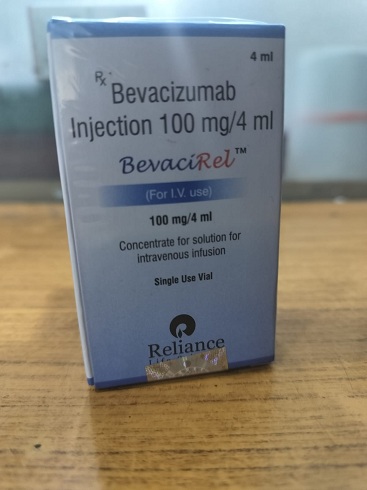 4 ml
Rx
Bevacizumab
Injection 100 mg/4 ml
BevaciRel™
(For I.V. use)
100 mg/4 ml
Concentrate for solution for
intravenous infusion
Single Use Vial
Reliance